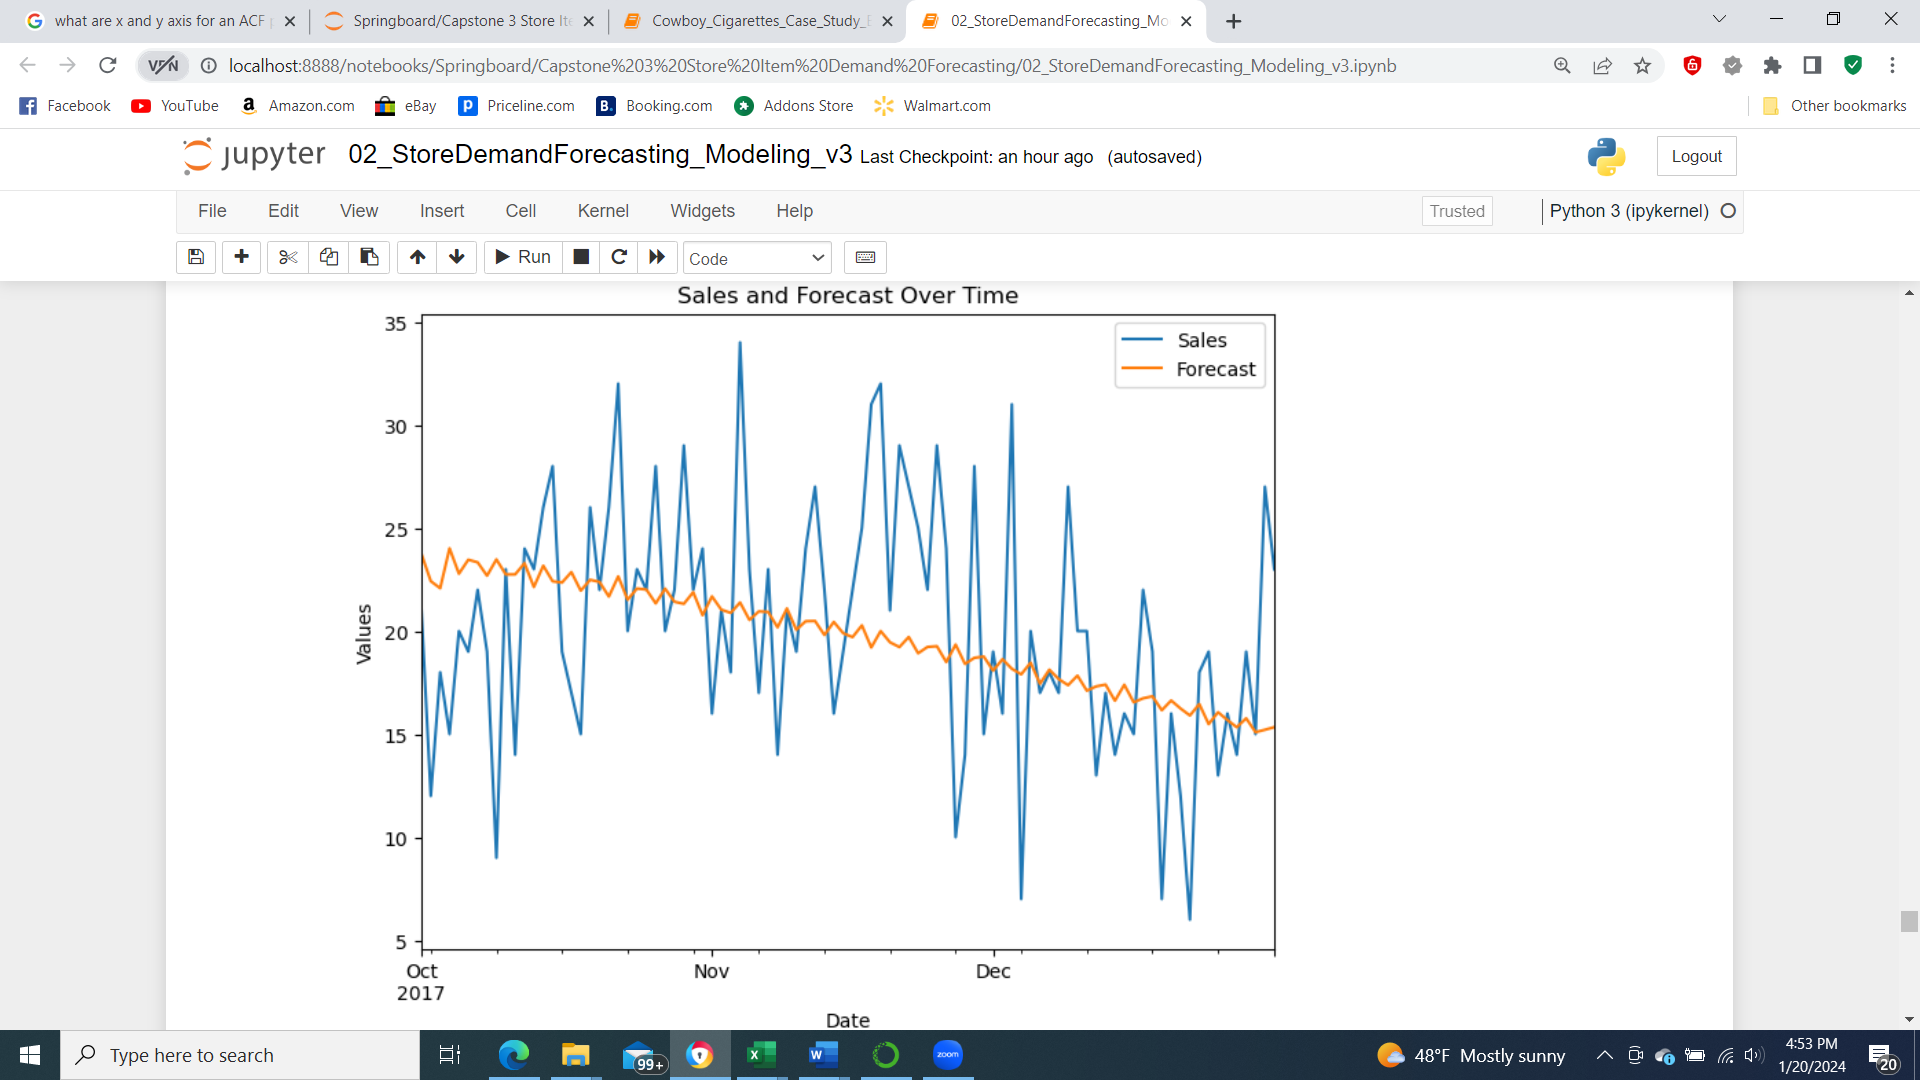 what are x and y axis for an ACF
Springboard/Capstone 3 Store Ite
Cowboy_Cigarettes_Case_Study_
02_StoreDemandForecasting_Mo
VPN
localhost:8888/notebooks/Springboard/Capstone%203%20Store%20Item%20Demand%20Forecasting/02_StoreDemandForecasting_Modeling_v3.ipynb
Facebook YouTube Amazon.com eBay Priceline.com Booking.com Addons Store Walmart.com Other bookmarks
jupyter 02_StoreDemandForecasting_Modeling_v3 Last Checkpoint: an hour ago (autosaved) Logout
File Edit View Insert Cell Kernel Widgets Help Trusted Python 3 (ipykernel)
Run Code
Sales and Forecast Over Time
Sales
Forecast
35
30
25
20
15
10
5
Values
Oct Nov Dec
2017
Date
Type here to search
99+
zoom
48°F Mostly sunny
4:53 PM
1/20/2024
20